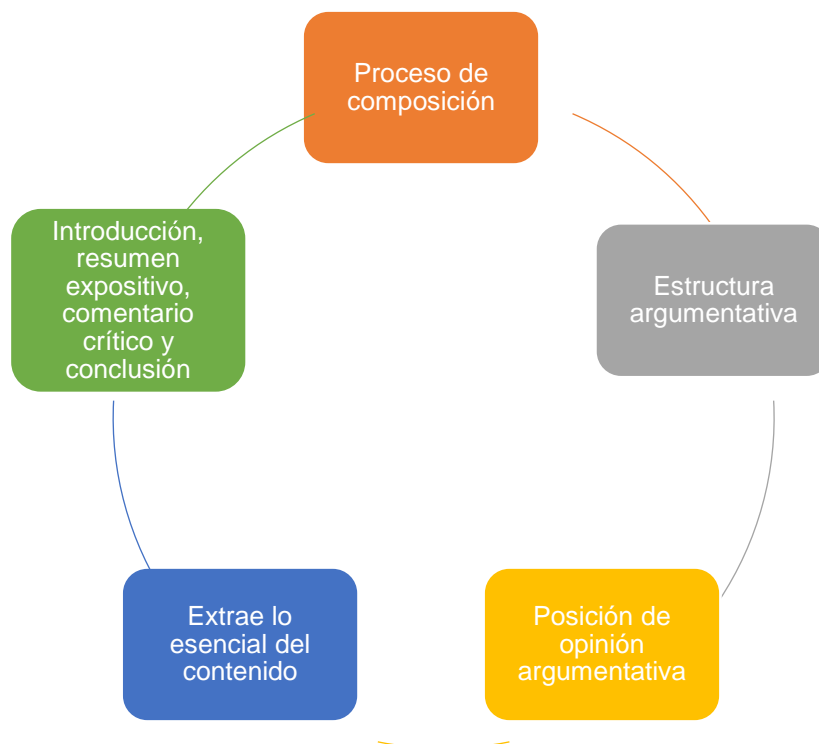 Proceso de
composición
Estructura
argumentativa
Posición de
opinión
argumentativa
Extrae lo
esencial del
contenido
Introducción,
resumen
expositivo,
comentario
crítico y
conclusión